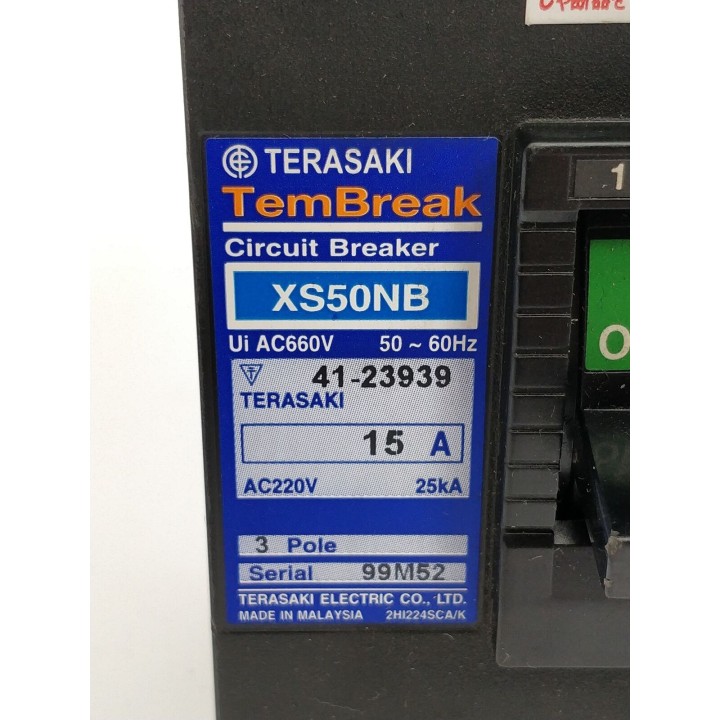 TERASAKI
TemBreak
Circuit Breaker
XS50NB
Ui AC660V 50 ~ 60Hz
41-23939
TERASAKI
15 A
AC220V 25kA
3 Pole
Serial 99M52
TERASAKI ELECTRIC CO., LTD.
MADE IN MALAYSIA 2HI224SCA/K
1
O